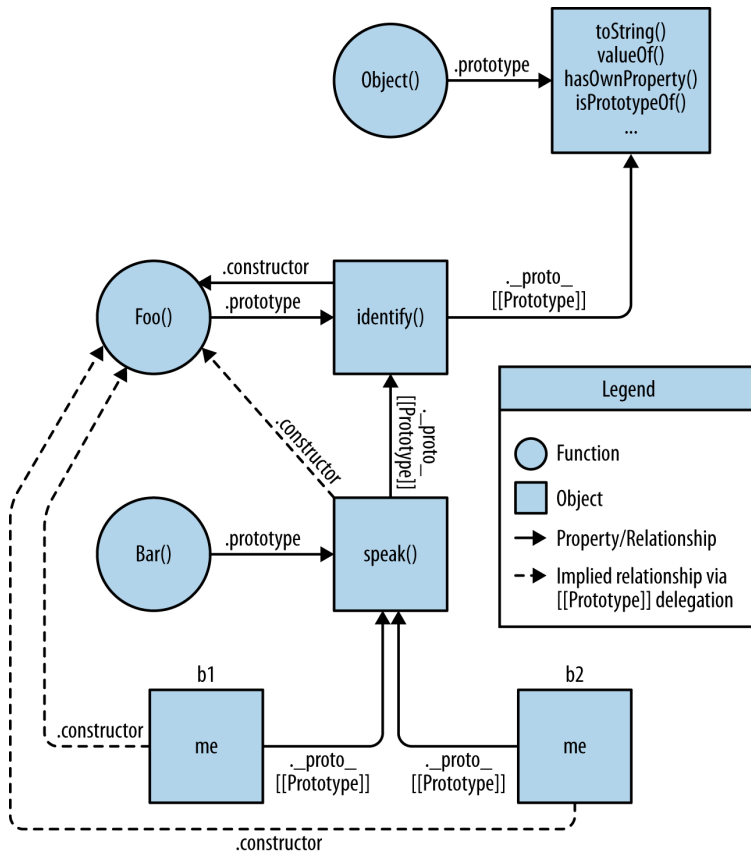 toString()
valueOf()
hasOwnProperty()
isPrototypeOf()
...
Object()
.prototype
.constructor
.prototype
Foo()
identify()
._proto_
[[Prototype]]
._proto_
[[Prototype]]
.constructor
Legend
Function
Object
Property/Relationship
Implied relationship via
[[Prototype]] delegation
Bar()
.prototype
speak()
b1
b2
.constructor
me
me
._proto_
[[Prototype]]
._proto_
[[Prototype]]
.constructor